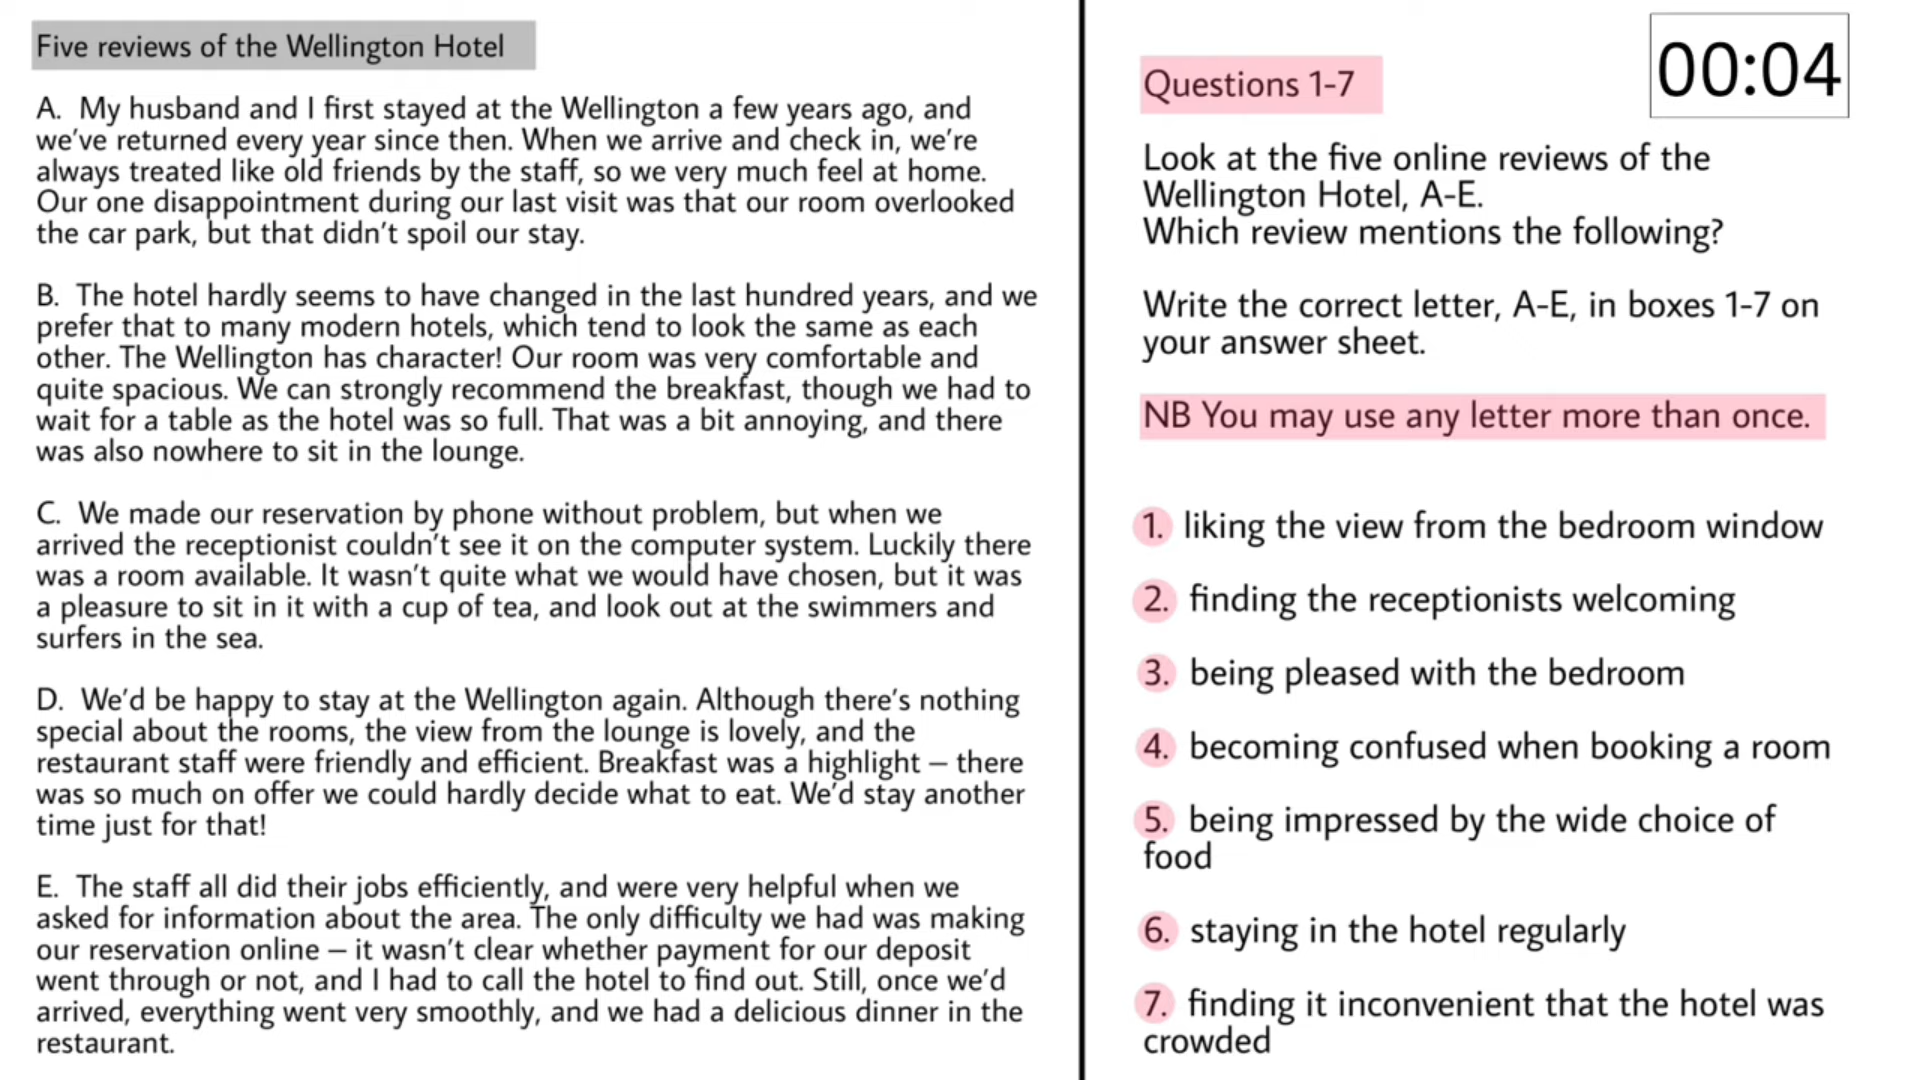 Five reviews of the Wellington Hotel
A. My husband and I first stayed at the Wellington a few years ago, and
we've returned every year since then. When we arrive and check in, we're
always treated like old friends by the staff, so we very much feel at home.
Our one disappointment during our last visit was that our room overlooked
the car park, but that didn't spoil our stay.
B. The hotel hardly seems to have changed in the last hundred years, and we
prefer that to many modern hotels, which tend to look the same as each
other. The Wellington has character! Our room was very comfortable and
quite spacious. We can strongly recommend the breakfast, though we had to
wait for a table as the hotel was so full. That was a bit annoying, and there
was also nowhere to sit in the lounge.
C. We made our reservation by phone without problem, but when we
arrived the receptionist couldn't see it on the computer system. Luckily there
was a room available. It wasn't quite what we would have chosen, but it was
a pleasure to sit in it with a cup of tea, and look out at the swimmers and
surfers in the sea.
D. We'd be happy to stay at the Wellington again. Although there's nothing
special about the rooms, the view from the lounge is lovely, and the
restaurant staff were friendly and efficient. Breakfast was a highlight – there
was so much on offer we could hardly decide what to eat. We'd stay another
time just for that!
E. The staff all did their jobs efficiently, and were very helpful when we
asked for information about the area. The only difficulty we had was making
our reservation online – it wasn't clear whether payment for our deposit
went through or not, and I had to call the hotel to find out. Still, once we'd
arrived, everything went very smoothly, and we had a delicious dinner in the
restaurant.
00:04
Questions 1-7
Look at the five online reviews of the
Wellington Hotel, A-E.
Which review mentions the following?
Write the correct letter, A-E, in boxes 1-7 on
your answer sheet.
NB You may use any letter more than once.
1. liking the view from the bedroom window
2. finding the receptionists welcoming
3. being pleased with the bedroom
4. becoming confused when booking a room
5. being impressed by the wide choice of
food
6. staying in the hotel regularly
7. finding it inconvenient that the hotel was
crowded